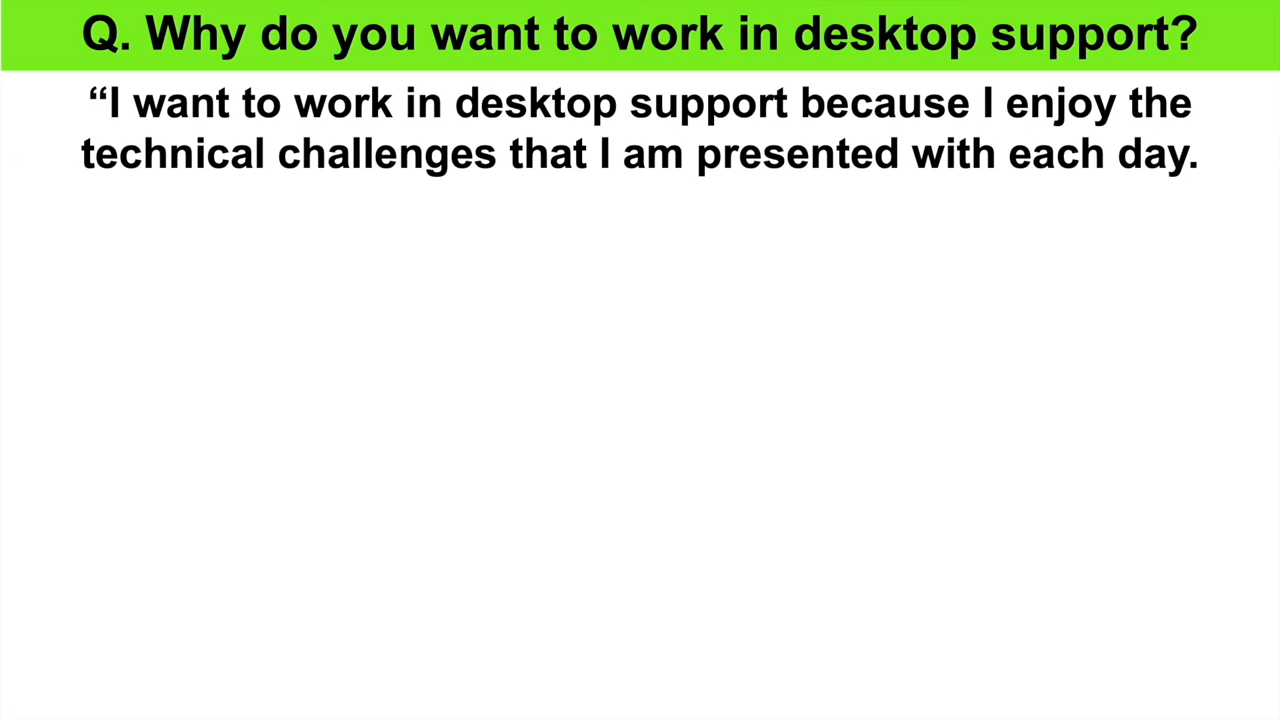 Q. Why do you want to work in desktop support?
“I want to work in desktop support because I enjoy the
technical challenges that I am presented with each day.